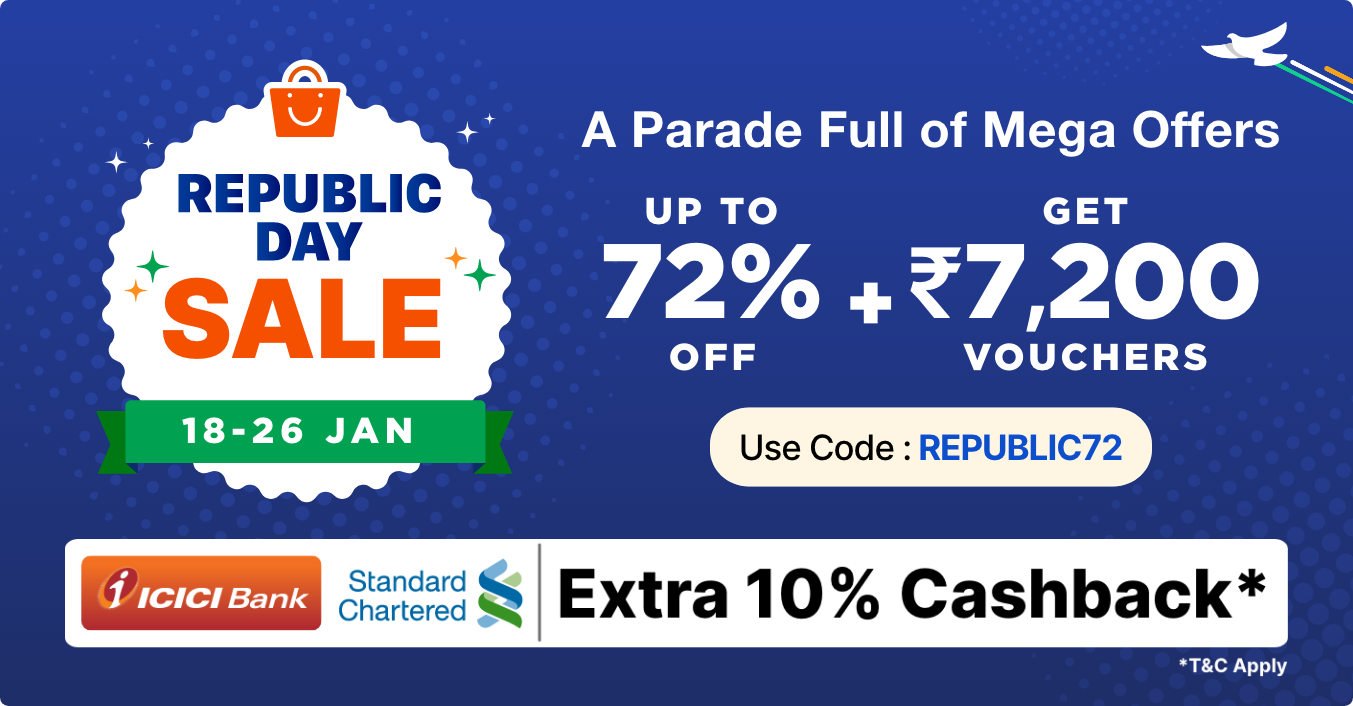 REPUBLIC
DAY
SALE
18-26 JAN
A Parade Full of Mega Offers
UP TO
72%
OFF
+
GET
₹7,200
VOUCHERS
Use Code : REPUBLIC72
i ICICI Bank
Standard
Chartered
Extra 10% Cashback*
*T&C Apply